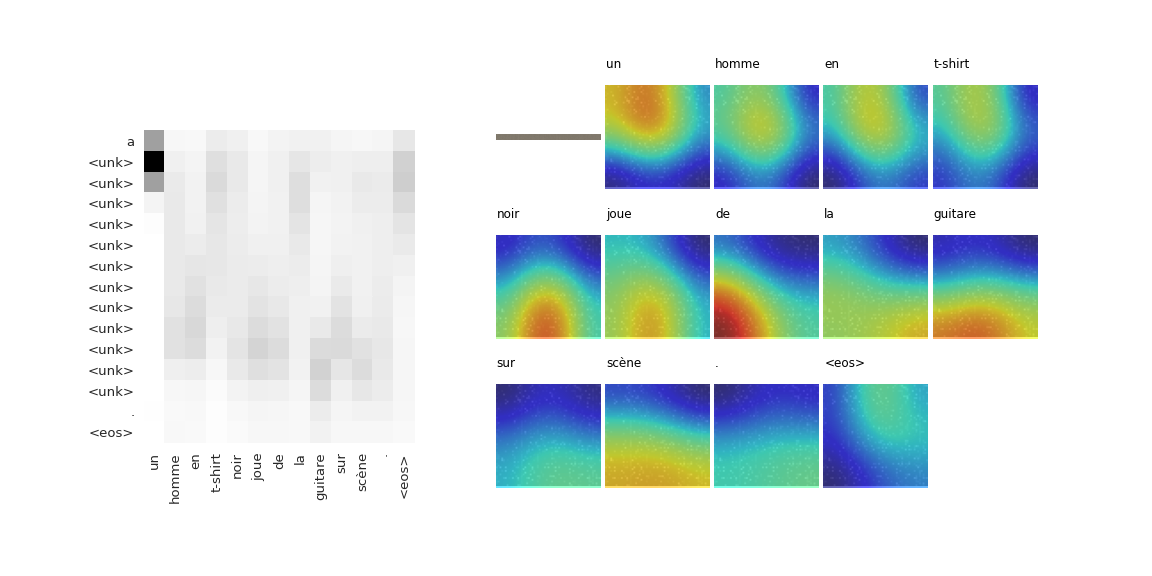 a
<unk>
<unk>
<unk>
<unk>
<unk>
<unk>
<unk>
<unk>
<unk>
<unk>
<unk>
<unk>
.
<eos>
un homme en t-shirt noir joue de la guitare sur scène . <eos>
un homme en t-shirt
noir joue de la guitare
sur scène . <eos>